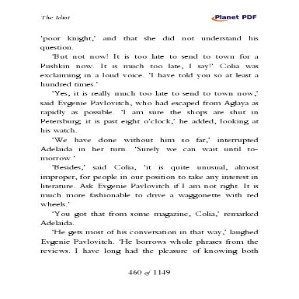 The Idiot
Planet PDF
'poor knight,' and that she did not understand his
question.
'But not now! It is too late to send to town for a
Pushkin now. It is much too late, I say!' Colia was
exclaiming in a loud voice. 'I have told you so at least a
hundred times.'
'Yes, it is really much too late to send to town now,'
said Evgenie Pavlovitch, who had escaped from Aglaya as
rapidly as possible. 'I am sure the shops are shut in
Petersburg; it is past eight o'clock,' he added, looking at
his watch.
'We have done without him so far,' interrupted
Adelaida in her turn. 'Surely we can wait until to-
morrow.'
'Besides,' said Colia, 'it is quite unusual, almost
improper, for people in our position to take any interest in
literature. Ask Evgenie Pavlovitch if I am not right. It is
much more fashionable to drive a waggonette with red
wheels.'
'You got that from some magazine, Colia,' remarked
Adelaida.
'He gets most of his conversation in that way,' laughed
Evgenie Pavlovitch. 'He borrows whole phrases from the
reviews. I have long had the pleasure of knowing both
460 of 1149